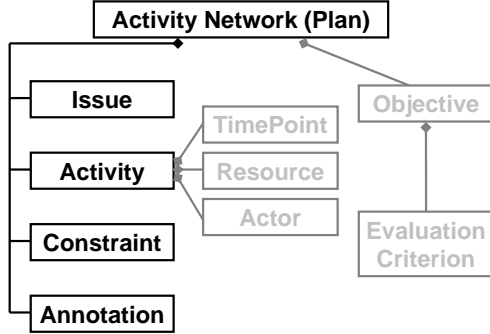 Activity Network (Plan)
Issue
Objective
TimePoint
Activity
Resource
Actor
Constraint
Evaluation
Criterion
Annotation